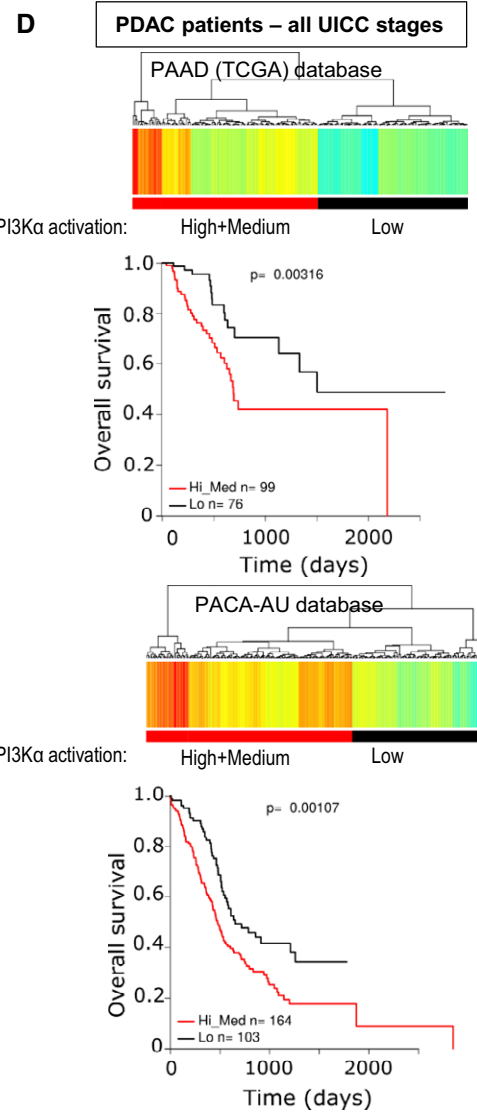 D
PDAC patients – all UICC stages
PAAD (TCGA) database
PI3Kα activation: High+Medium Low
p= 0.00316
Overall survival
1.0
0.8
0.6
0.4
0.2
0
Hi_Med n= 99
Lo n= 76
0 1000 2000
Time (days)
PACA-AU database
PI3Kα activation: High+Medium Low
p= 0.00107
Overall survival
1.0
0.8
0.6
0.4
0.2
0
Hi_Med n= 164
Lo n= 103
0 1000 2000
Time (days)